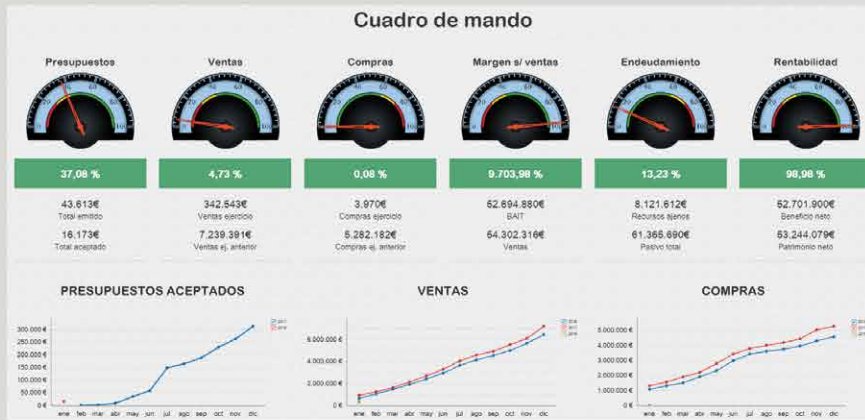 Cuadro de mando
Presupuestos
Ventas
Compras
Margen s/ ventas
Endeudamiento
Rentabilidad
37,08 %
4,73 %
0,08 %
9.703,98 %
13,23 %
98,98 %
43.613€
342.543€
3.970€
52.694.880€
8.121.612€
52.701.900€
Total emitido
Ventas ejercicio
Compras ejercicio
BAIT
Recursos ajenos
Beneficio neto
16.173€
7.239.391€
5.282.182€
54.302.316€
61.365.690€
53.244.079€
Total aceptado
Ventas ej. anterior
Compras ej. anterior
Ventas
Pasivo total
Patrimonio neto
PRESUPUESTOS ACEPTADOS
VENTAS
COMPRAS
300.000 €
250.000 €
200.000 €
150.000 €
100.000 €
50.000 €
0 €
ene feb mar abr may jun jul ago sep oct nov dic
6.000.000 €
4.000.000 €
2.000.000 €
0 €
ene feb mar abr may jun jul ago sep oct nov dic
5.000.000 €
4.000.000 €
3.000.000 €
2.000.000 €
1.000.000 €
0 €
ene feb mar abr may jun jul ago sep oct nov dic